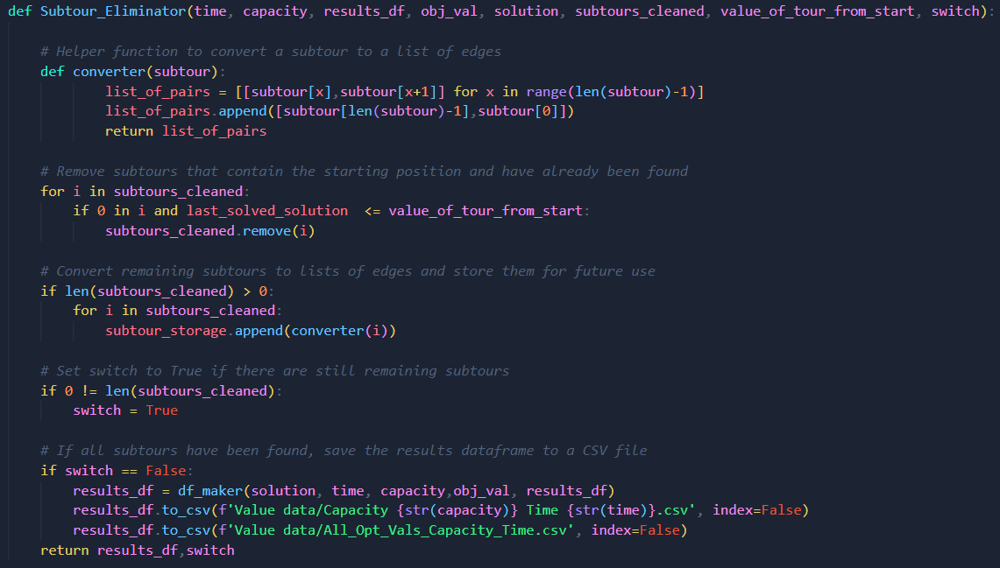 def Subtour_Eliminator(time, capacity, results_df, obj_val, solution, subtours_cleaned, value_of_tour_from_start, switch):
# Helper function to convert a subtour to a list of edges
def converter(subtour):
list_of_pairs = [[subtour[x],subtour[x+1]] for x in range(len(subtour)-1)]
list_of_pairs.append([subtour[len(subtour)-1],subtour[0]])
return list_of_pairs
# Remove subtours that contain the starting position and have already been found
for i in subtours_cleaned:
if 0 in i and last_solved_solution  <= value_of_tour_from_start:
subtours_cleaned.remove(i)
# Convert remaining subtours to lists of edges and store them for future use
if len(subtours_cleaned) > 0:
for i in subtours_cleaned:
subtour_storage.append(converter(i))
# Set switch to True if there are still remaining subtours
if 0 != len(subtours_cleaned):
switch = True
# If all subtours have been found, save the results dataframe to a CSV file
if switch == False:
results_df = df_maker(solution, time, capacity,obj_val, results_df)
results_df.to_csv(f'Value data/Capacity {str(capacity)} Time {str(time)}.csv', index=False)
results_df.to_csv(f'Value data/All_Opt_Vals_Capacity_Time.csv', index=False)
return results_df,switch